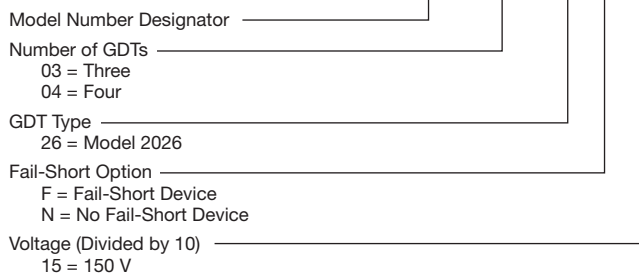 Model Number Designator
Number of GDTs
03 = Three
04 = Four
GDT Type
26 = Model 2026
Fail-Short Option
F = Fail-Short Device
N = No Fail-Short Device
Voltage (Divided by 10)
15 = 150 V